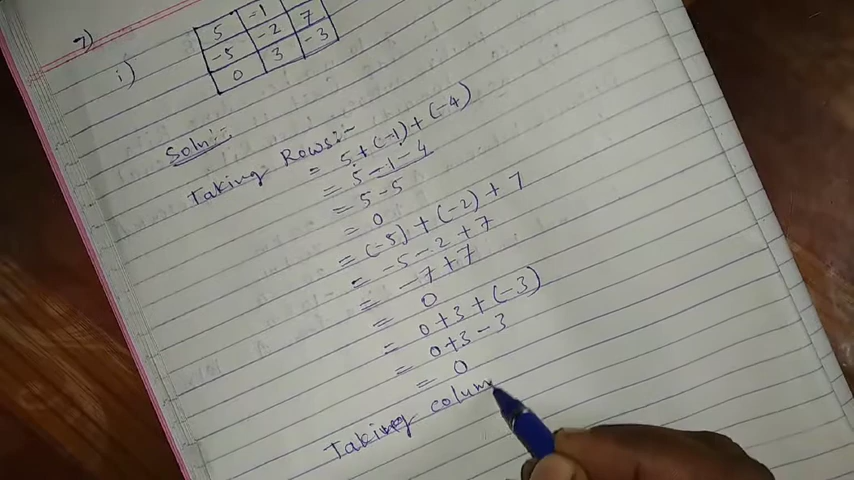 7)
i)
5 -1
-5 -2 7
0 3 -3
Soln:-
Taking Rows:- = 5+(-1)+(-4)
= 5-1-4
= 5-5
= 0
= (-5)+(-2)+7
= -5-2+7
= -7+7
= 0
= 0+3+(-3)
= 0+3-3
= 0
Taking colum